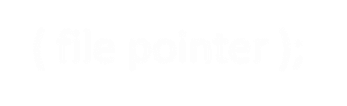 { file pointer };